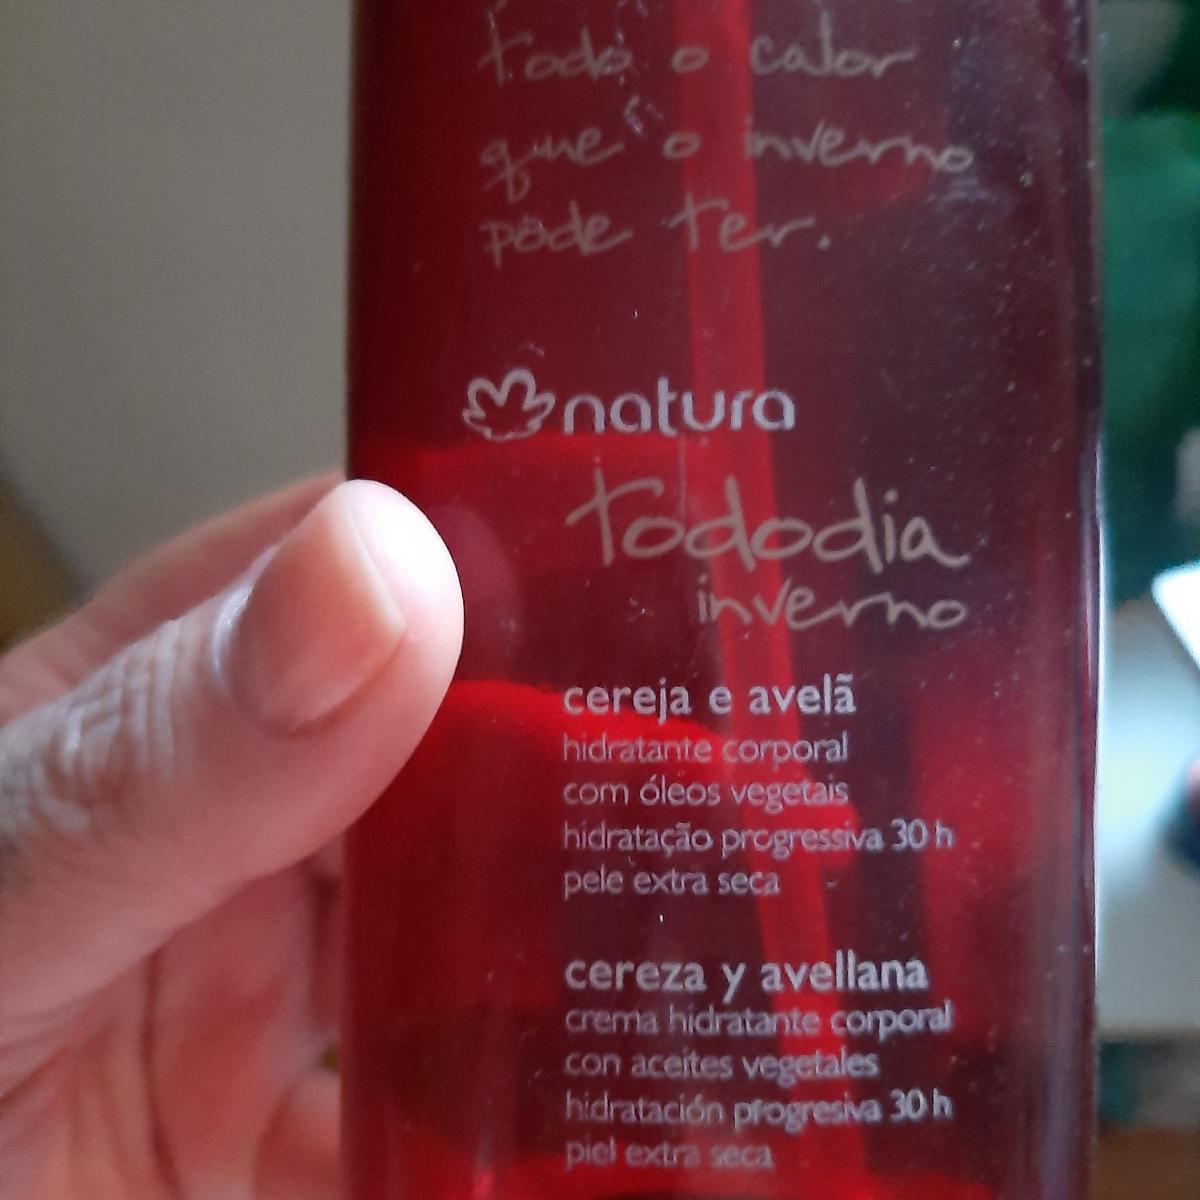 todo o calor
que o inverno
pode ter.
natura
tododia
inverno
cereja e avelã
hidratante corporal
com óleos vegetais
hidratação progressiva 30 h
pele extra seca
cereza y avellana
crema hidratante corporal
con aceites vegetales
hidratación progresiva 30 h
piel extra seca